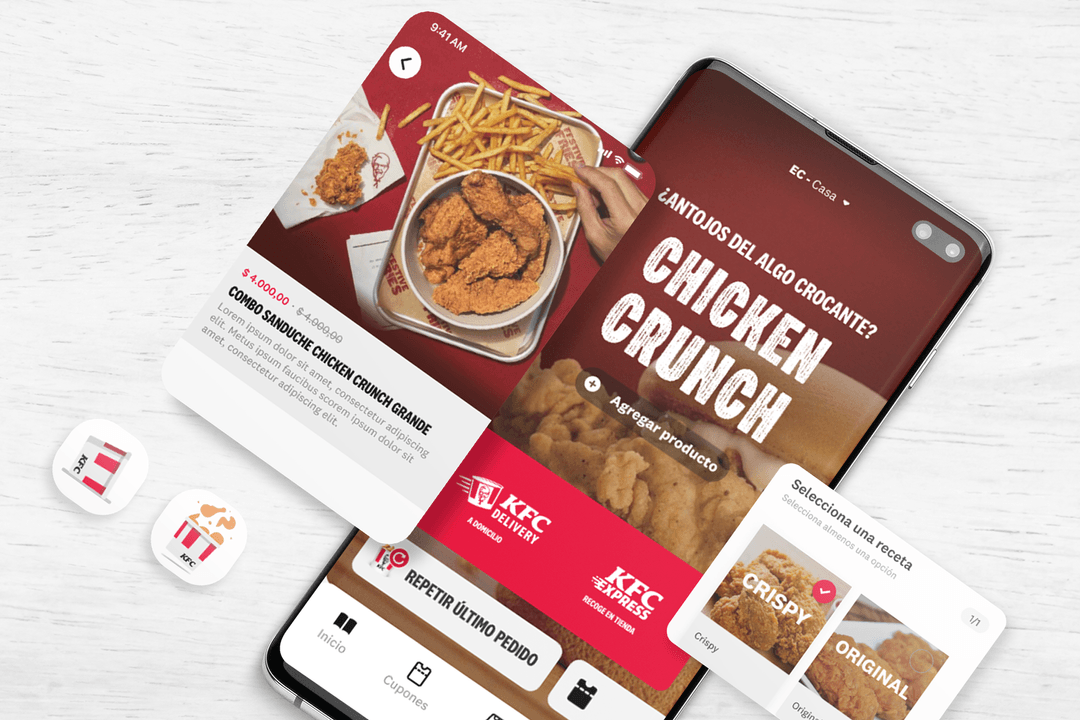 9:41 AM
EC - Casa
¿ANTOJOS DEL ALGO CROCANTE?
CHICKEN
CRUNCH
Agregar producto
$ 4.000,00 · $ 4.000,00
COMBO SANDUCHE CHICKEN CRUNCH GRANDE
Lorem ipsum dolor sit amet, consectetur adipiscing
elit. Metus ipsum faucibus scorem ipsum dolor sit
amet, consectetur adipiscing elit.
KFC
DELIVERY
A DOMICILIO
KFC
EXPRESS
RECOGE EN TIENDA
REPETIR ÚLTIMO PEDIDO
Inicio
Cupones
Selecciona una receta
Selecciona almenos una opción
1/1
CRISPY
Crispy
ORIGINAL
KFC
KFC